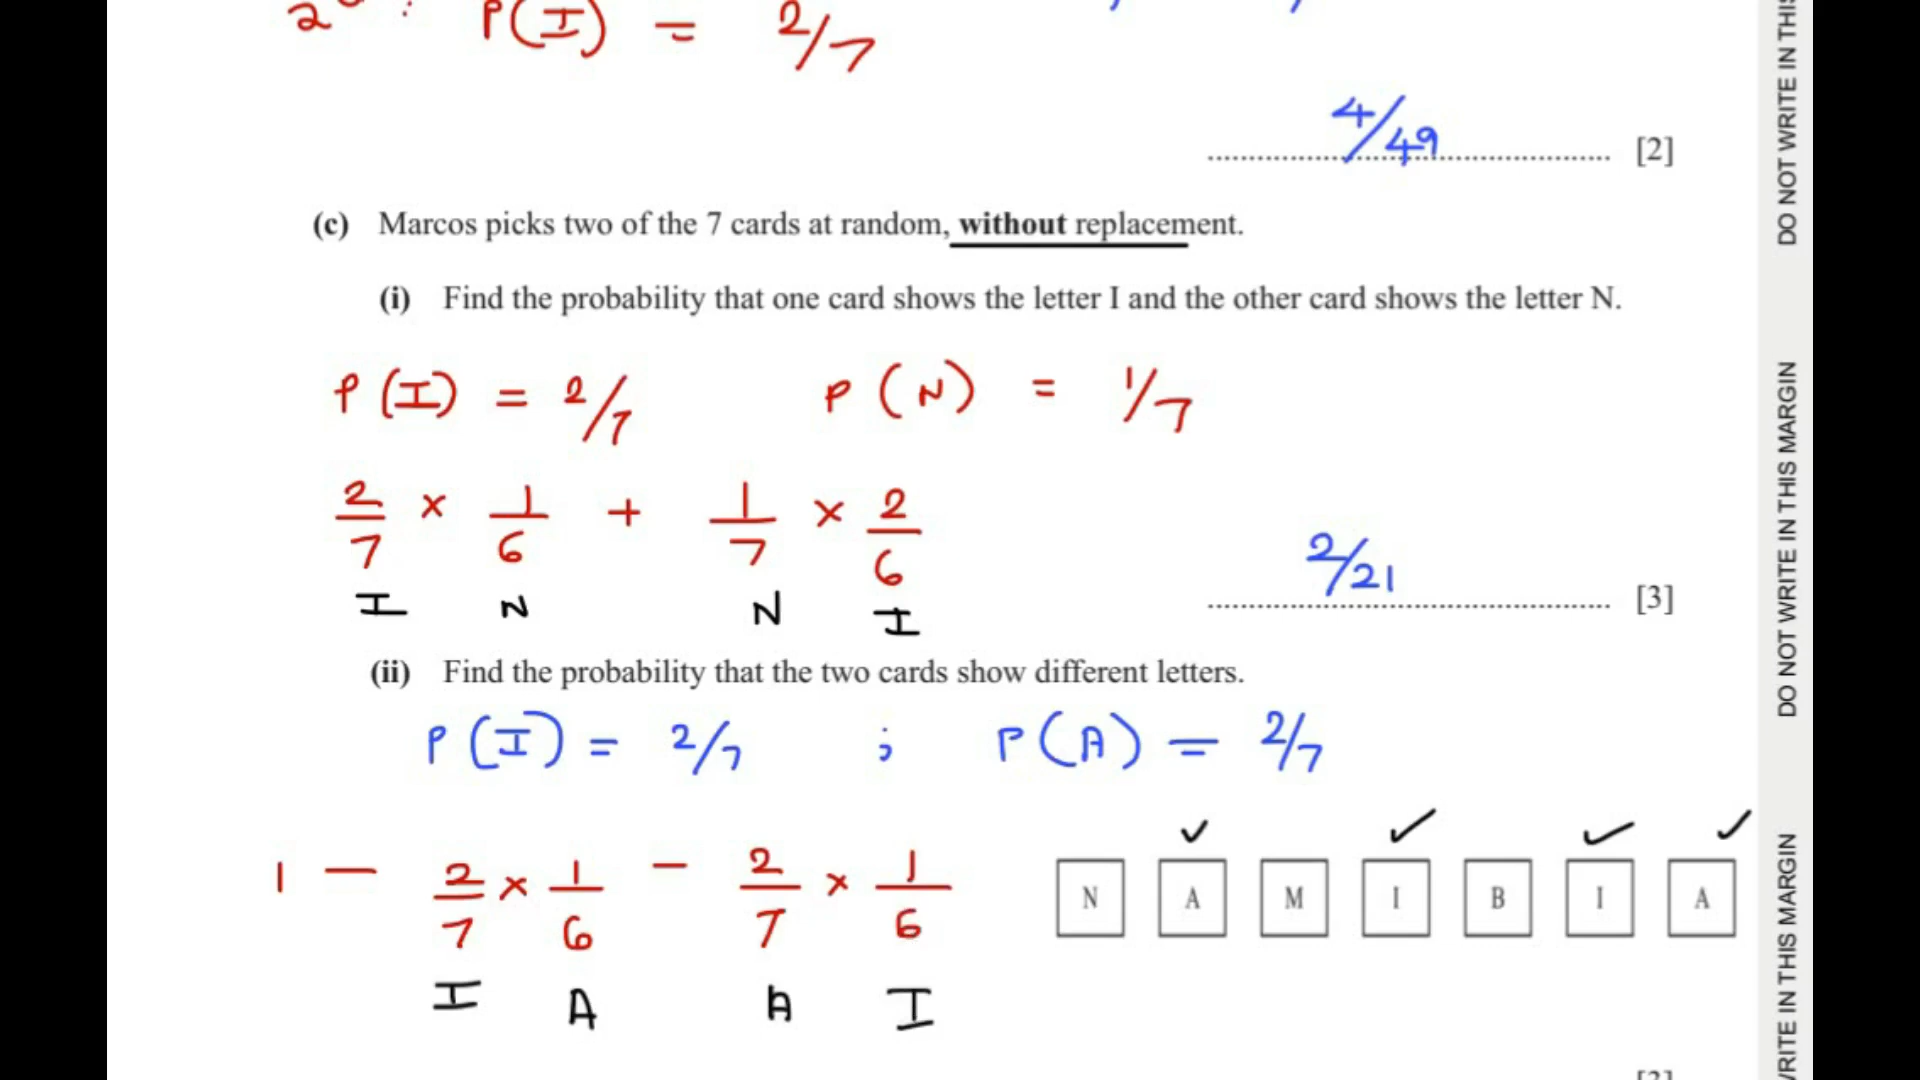 P(I) = 2/7
4/49
[2]
(c) Marcos picks two of the 7 cards at random, without replacement.
(i) Find the probability that one card shows the letter I and the other card shows the letter N.
P(I) = 2/7 P(N) = 1/7
2/7 × 1/6 + 1/7 × 2/6
I N N I
2/21
[3]
(ii) Find the probability that the two cards show different letters.
P(I) = 2/7 ; P(A) = 2/7
1 - 2/7 × 1/6 - 2/7 × 1/6
I A A I
N A M I B I A
DO NOT WRITE IN THIS
DO NOT WRITE IN THIS MARGIN
WRITE IN THIS MARGIN